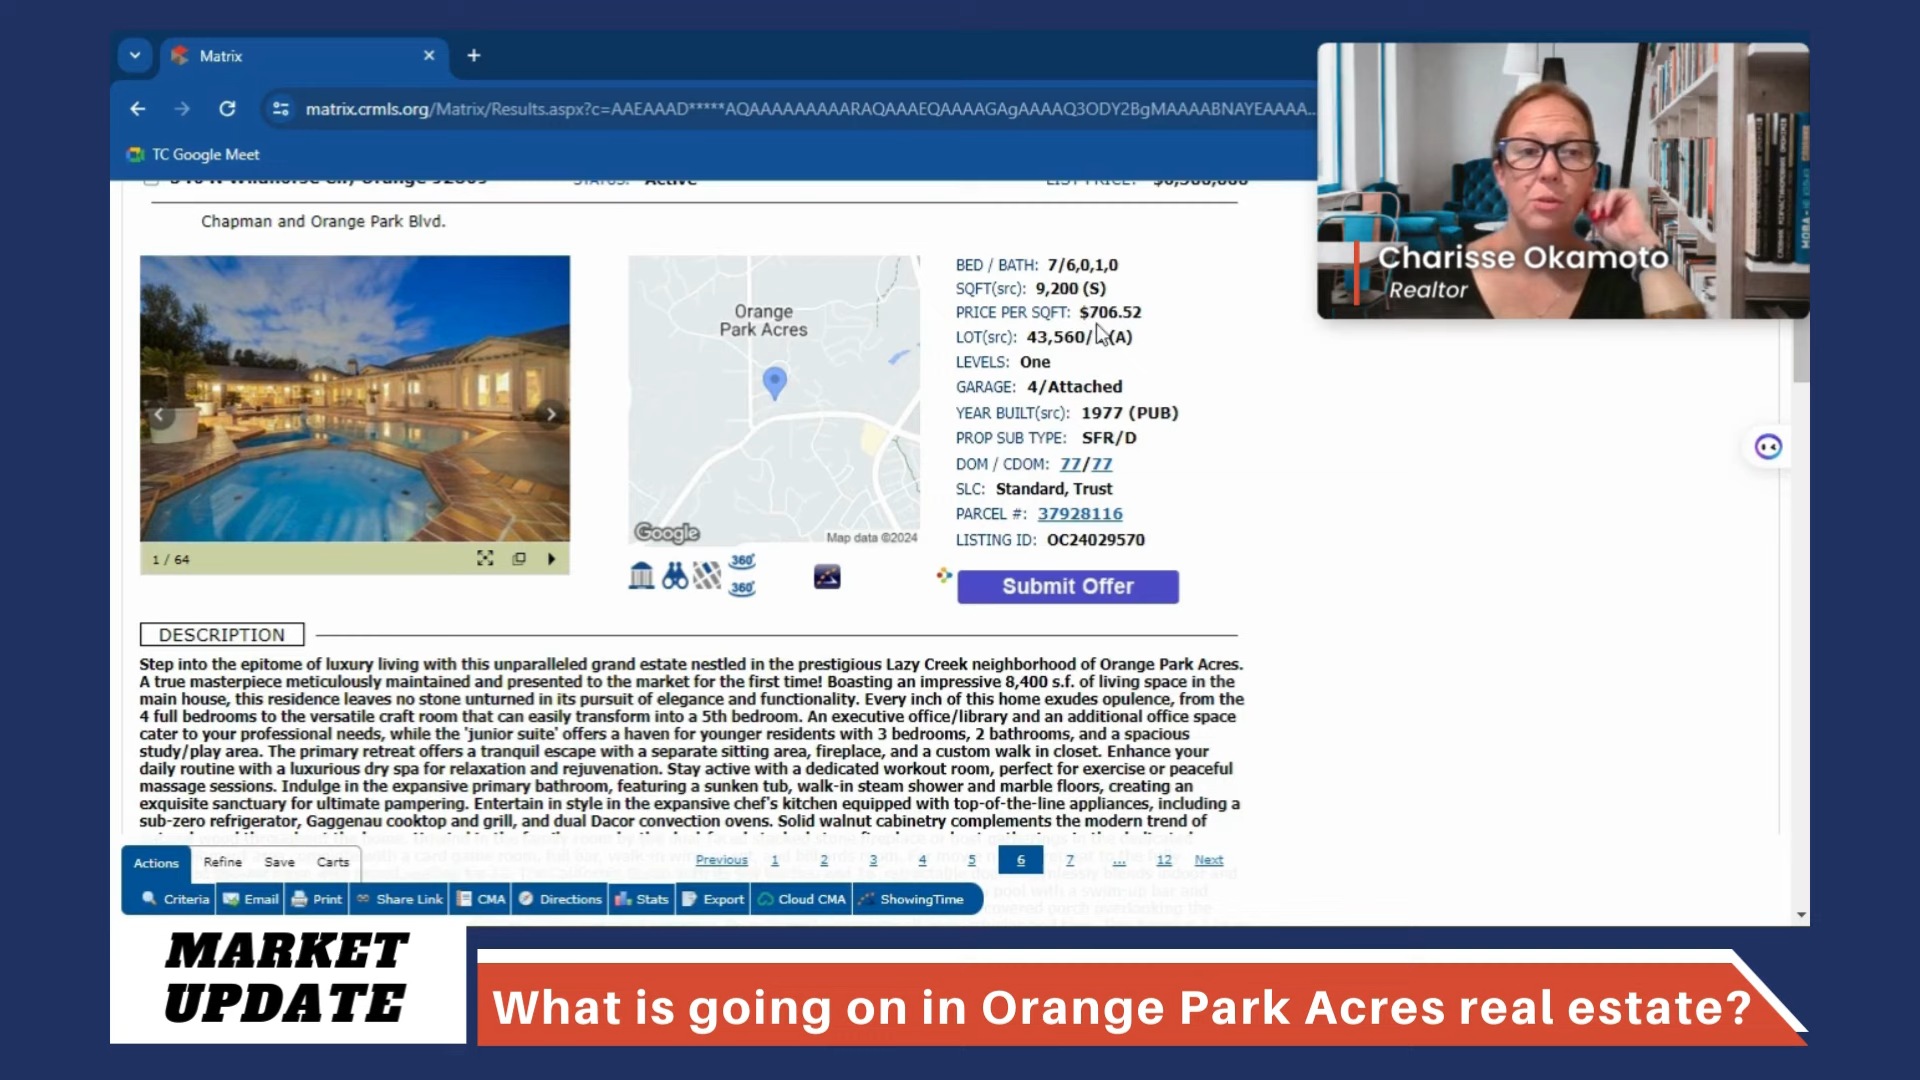 Matrix
matrix.crmls.org/Matrix/Results.aspx?c=AAEAAAD*****AQAAAAAAAAARAQAAAEQAAAAGAgAAAAQ3ODY2BgMAAAABNAYEAAAA...
TC Google Meet
STATUS: Active
LIST PRICE:
Chapman and Orange Park Blvd.
Orange
Park Acres
Google
Map data ©2024
1 / 64
360°
360°
BED / BATH: 7/6,0,1,0
SQFT(src): 9,200 (S)
PRICE PER SQFT: $706.52
LOT(src): 43,560/ (A)
LEVELS: One
GARAGE: 4/Attached
YEAR BUILT(src): 1977 (PUB)
PROP SUB TYPE: SFR/D
DOM / CDOM: 77/77
SLC: Standard, Trust
PARCEL #: 37928116
LISTING ID: OC24029570
Submit Offer
Charisse Okamoto
Realtor
DESCRIPTION
Step into the epitome of luxury living with this unparalleled grand estate nestled in the prestigious Lazy Creek neighborhood of Orange Park Acres.
A true masterpiece meticulously maintained and presented to the market for the first time! Boasting an impressive 8,400 s.f. of living space in the
main house, this residence leaves no stone unturned in its pursuit of elegance and functionality. Every inch of this home exudes opulence, from the
4 full bedrooms to the versatile craft room that can easily transform into a 5th bedroom. An executive office/library and an additional office space
cater to your professional needs, while the 'junior suite' offers a haven for younger residents with 3 bedrooms, 2 bathrooms, and a spacious
study/play area. The primary retreat offers a tranquil escape with a separate sitting area, fireplace, and a custom walk in closet. Enhance your
daily routine with a luxurious dry spa for relaxation and rejuvenation. Stay active with a dedicated workout room, perfect for exercise or peaceful
massage sessions. Indulge in the expansive primary bathroom, featuring a sunken tub, walk-in steam shower and marble floors, creating an
exquisite sanctuary for ultimate pampering. Entertain in style in the expansive chef's kitchen equipped with top-of-the-line appliances, including a
sub-zero refrigerator, Gaggenau cooktop and grill, and dual Dacor convection ovens. Solid walnut cabinetry complements the modern trend of
Actions Refine Save Carts
Previous 1 2 3 4 5 6 7 ... 12 Next
Criteria Email Print Share Link CMA Directions Stats Export Cloud CMA ShowingTime
MARKET
UPDATE
What is going on in Orange Park Acres real estate?